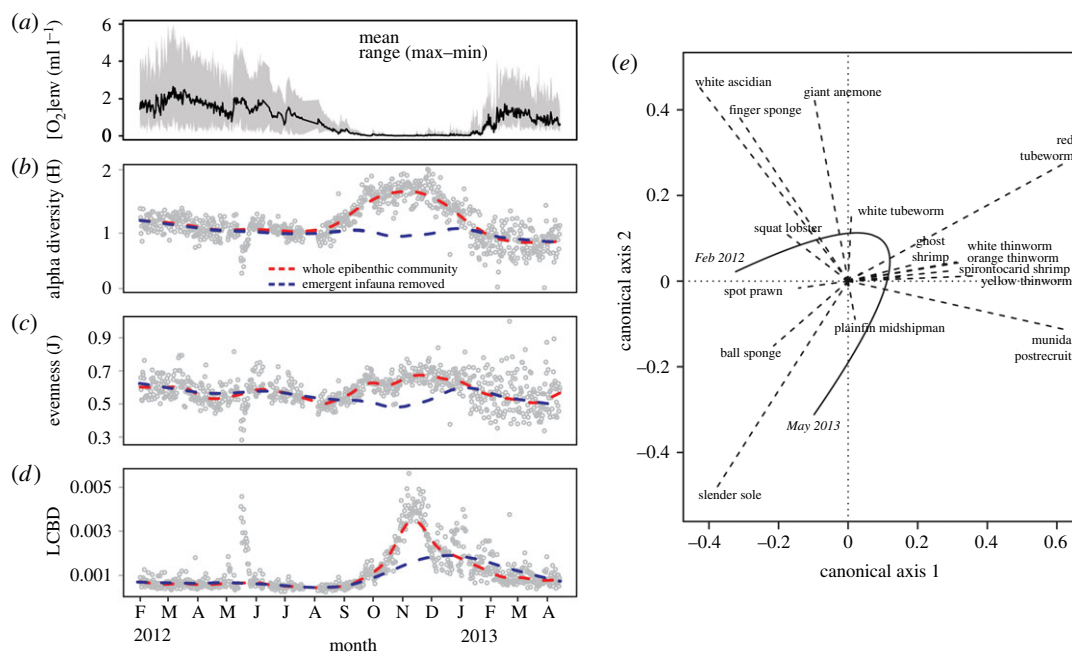 (a)
[O2]env (ml l–1)
6
4
2
0
mean
range (max–min)
(b)
alpha diversity (H)
2
1
0
whole epibenthic community
emergent infauna removed
(c)
evenness (J)
0.9
0.7
0.5
0.3
(d)
LCBD
0.005
0.003
0.001
F M A M J J A S O N D J F M A
2012
2013
month
(e)
canonical axis 2
0.4
0.2
0
–0.2
–0.4
white ascidian
giant anemone
finger sponge
red
tubeworm
white tubeworm
squat lobster
ghost
shrimp
white thinworm
orange thinworm
Feb 2012
spirontocarid shrimp
yellow thinworm
spot prawn
plainfin midshipman
munida
postrecruit
ball sponge
May 2013
slender sole
–0.4 –0.2 0 0.2 0.4 0.6
canonical axis 1